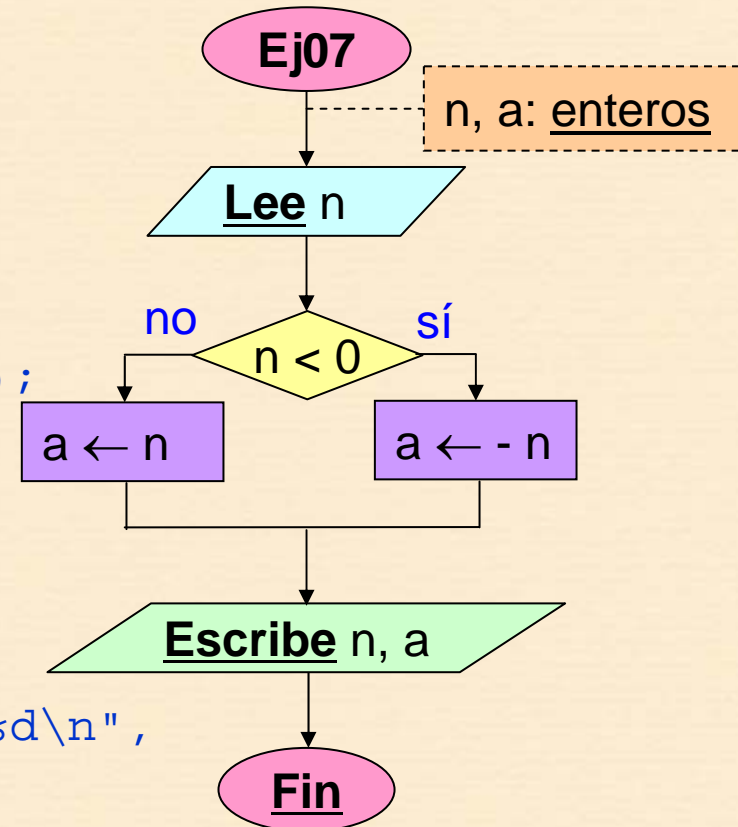 Ej07
n, a: enteros
Lee n
no
sí
n < 0
;
a ← n
a ← - n
Escribe n, a
d\n",
Fin